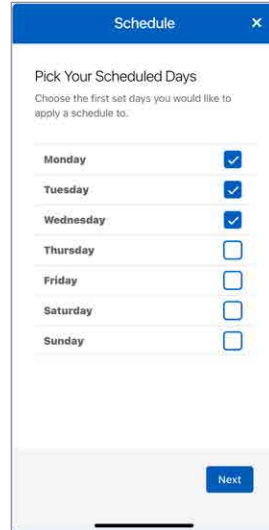 Schedule ×
Pick Your Scheduled Days
Choose the first set days you would like to
apply a schedule to.
Monday
Tuesday
Wednesday
Thursday
Friday
Saturday
Sunday
Next